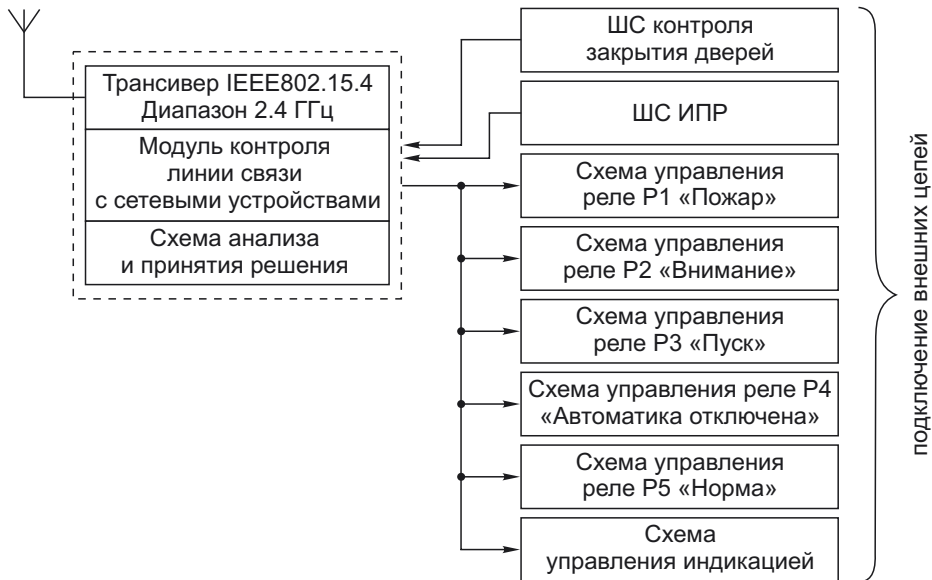 Трансивер IEEE802.15.4
Диапазон 2.4 ГГц
Модуль контроля
линии связи
с сетевыми устройствами
Схема анализа
и принятия решения
ШС контроля
закрытия дверей
ШС ИПР
Схема управления
реле Р1 «Пожар»
Схема управления
реле Р2 «Внимание»
Схема управления
реле Р3 «Пуск»
Схема управления реле Р4
«Автоматика отключена»
Схема управления
реле Р5 «Норма»
Схема
управления индикацией
подключение внешних цепей